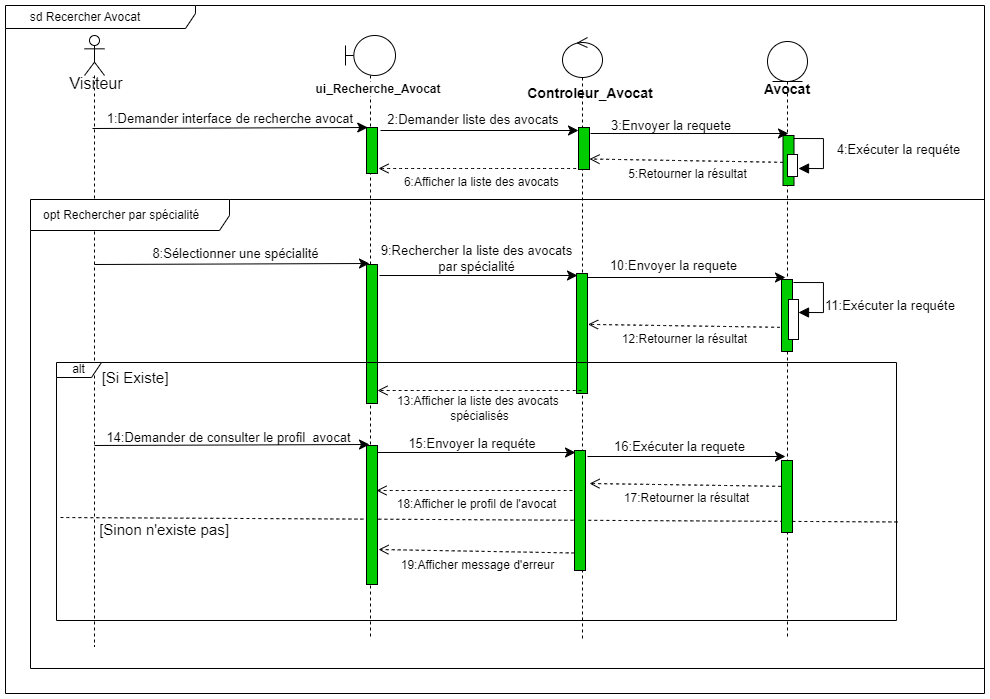 sd Recercher Avocat
Visiteur
ui_Recherche_Avocat
Controleur_Avocat
Avocat
1:Demander interface de recherche avocat
2:Demander liste des avocats
3:Envoyer la requete
4:Exécuter la requéte
5:Retourner la résultat
6:Afficher la liste des avocats
opt Rechercher par spécialité
8:Sélectionner une spécialité
9:Rechercher la liste des avocats
par spécialité
10:Envoyer la requete
11:Exécuter la requéte
12:Retourner la résultat
alt
[Si Existe]
13:Afficher la liste des avocats
spécialisés
14:Demander de consulter le profil avocat
15:Envoyer la requéte
16:Exécuter la requete
17:Retourner la résultat
18:Afficher le profil de l'avocat
[Sinon n'existe pas]
19:Afficher message d'erreur